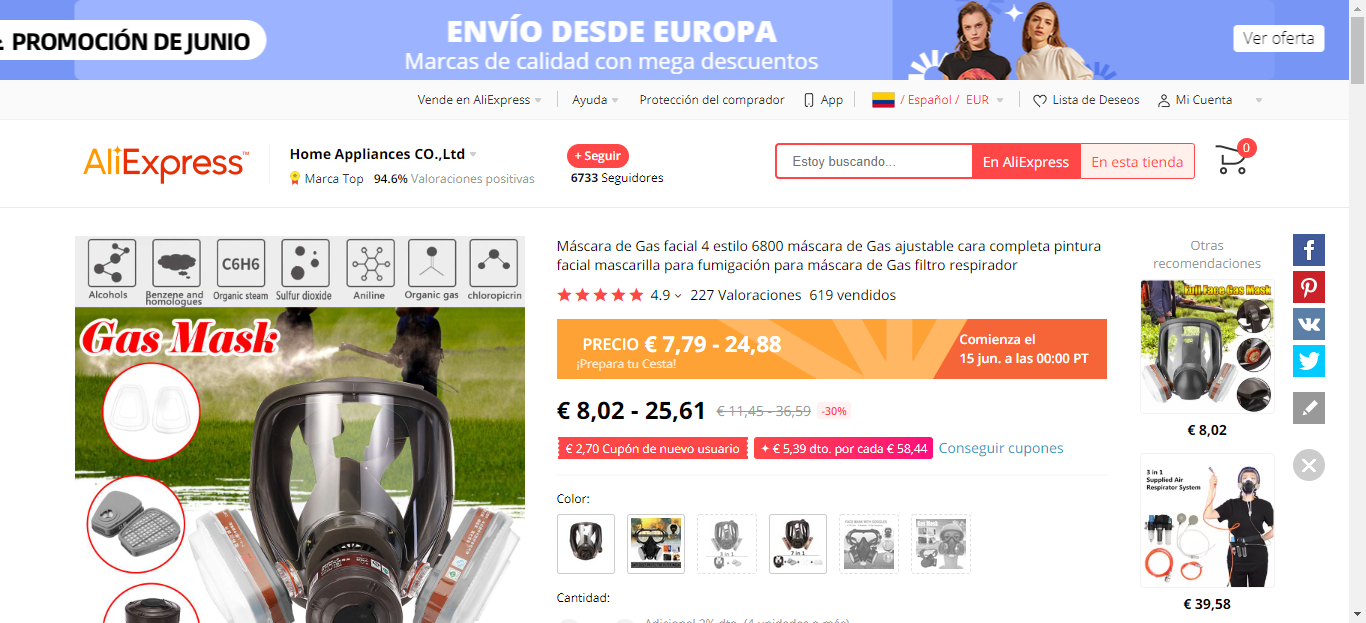 PROMOCIÓN DE JUNIO
ENVÍO DESDE EUROPA
Marcas de calidad con mega descuentos
Ver oferta
Vende en AliExpress
Ayuda
Protección del comprador
App
/ Español / EUR
Lista de Deseos
Mi Cuenta
AliExpress™
Home Appliances CO.,Ltd
Marca Top 94.6% Valoraciones positivas
+ Seguir
6733 Seguidores
Estoy buscando...
En AliExpress
En esta tienda
0
C6H6
Alcohols
Benzene and homologues
Organic steam
Sulfur dioxide
Aniline
Organic gas
chloropicrin
Gas Mask
Máscara de Gas facial 4 estilo 6800 máscara de Gas ajustable cara completa pintura
facial mascarilla para fumigación para máscara de Gas filtro respirador
4.9 227 Valoraciones 619 vendidos
PRECIO € 7,79 - 24,88
¡Prepara tu Cesta!
Comienza el
15 jun. a las 00:00 PT
€ 8,02 - 25,61 € 11,45 - 36,59 -30%
€ 2,70 Cupón de nuevo usuario
€ 5,39 dto. por cada € 58,44
Conseguir cupones
Color:
Cantidad:
Adicional 2% dto. (4 unidades o más)
Otras
recomendaciones
Full Face Gas Mask
€ 8,02
3 in 1
Supplied Air
Respirator System
€ 39,58